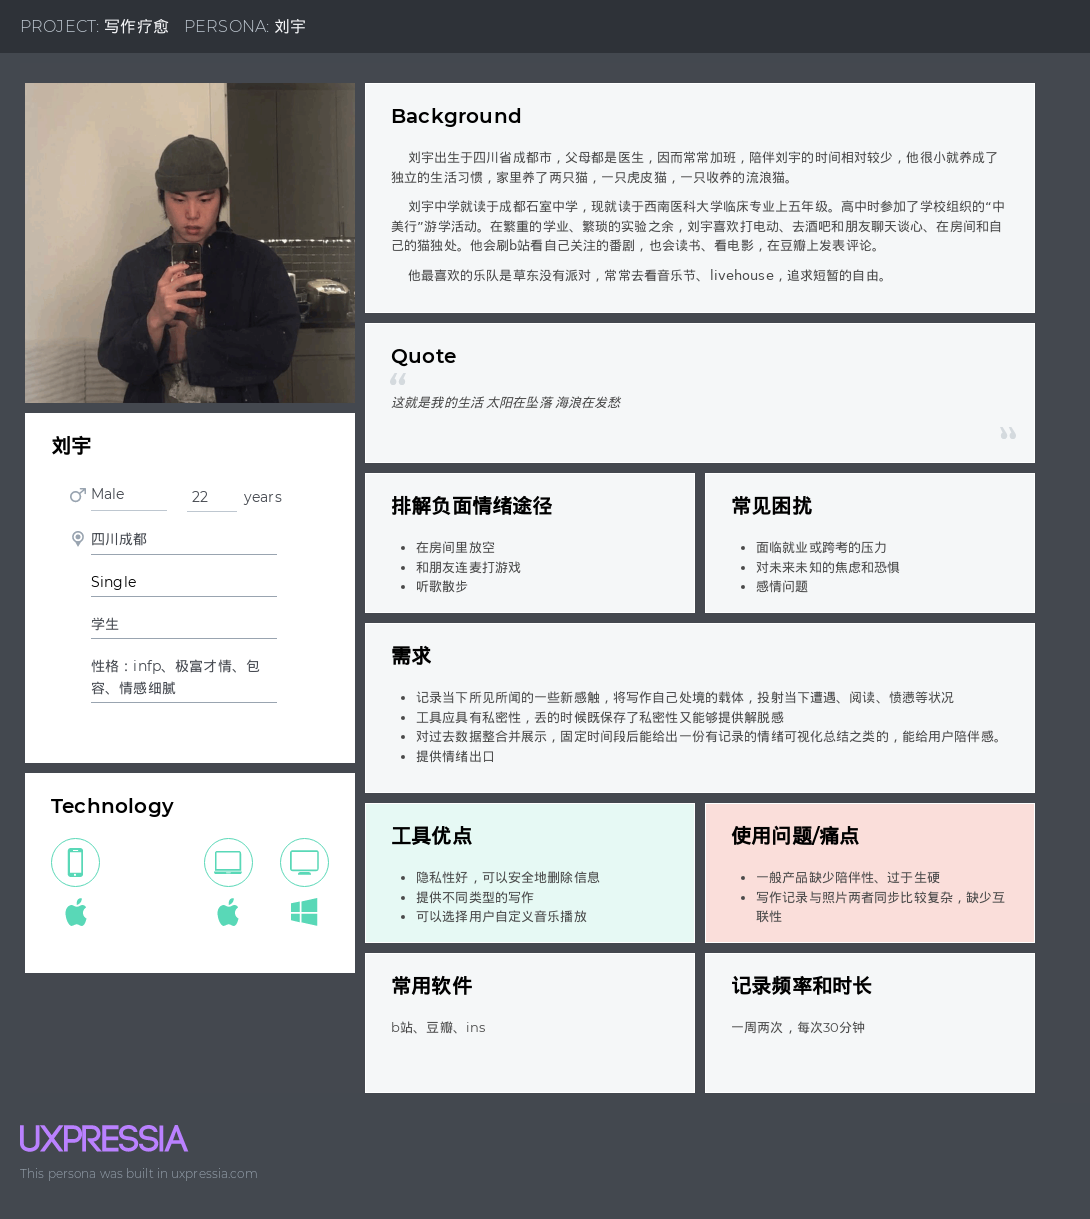 PROJECT: 写作疗愈 PERSONA: 刘宇
Background
刘宇出生于四川省成都市，父母都是医生，因而常常加班，陪伴刘宇的时间相对较少，他很小就养成了
独立的生活习惯，家里养了两只猫，一只虎皮猫，一只收养的流浪猫。
刘宇中学就读于成都石室中学，现就读于西南医科大学临床专业上五年级。高中时参加了学校组织的“中
美行”游学活动。在繁重的学业、繁琐的实验之余，刘宇喜欢打电动、去酒吧和朋友聊天谈心、在房间和自
己的猫独处。他会刷b站看自己关注的番剧，也会读书、看电影，在豆瓣上发表评论。
他最喜欢的乐队是草东没有派对，常常去看音乐节、livehouse，追求短暂的自由。
Quote
“
这就是我的生活 太阳在坠落 海浪在发愁
”
刘宇
Male 22 years
四川成都
Single
学生
性格：infp、极富才情、包
容、情感细腻
Technology
排解负面情绪途径
• 在房间里放空
• 和朋友连麦打游戏
• 听歌散步
常见困扰
• 面临就业或跨考的压力
• 对未来未知的焦虑和恐惧
• 感情问题
需求
• 记录当下所见所闻的一些新感触，将写作自己处境的载体，投射当下遭遇、阅读、愤懑等状况
• 工具应具有私密性，丢的时候既保存了私密性又能够提供解脱感
• 对过去数据整合并展示，固定时间段后能给出一份有记录的情绪可视化总结之类的，能给用户陪伴感。
• 提供情绪出口
工具优点
• 隐私性好，可以安全地删除信息
• 提供不同类型的写作
• 可以选择用户自定义音乐播放
使用问题/痛点
• 一般产品缺少陪伴性、过于生硬
• 写作记录与照片两者同步比较复杂，缺少互
联性
常用软件
b站、豆瓣、ins
记录频率和时长
一周两次，每次30分钟
UXPRESSIA
This persona was built in uxpressia.com